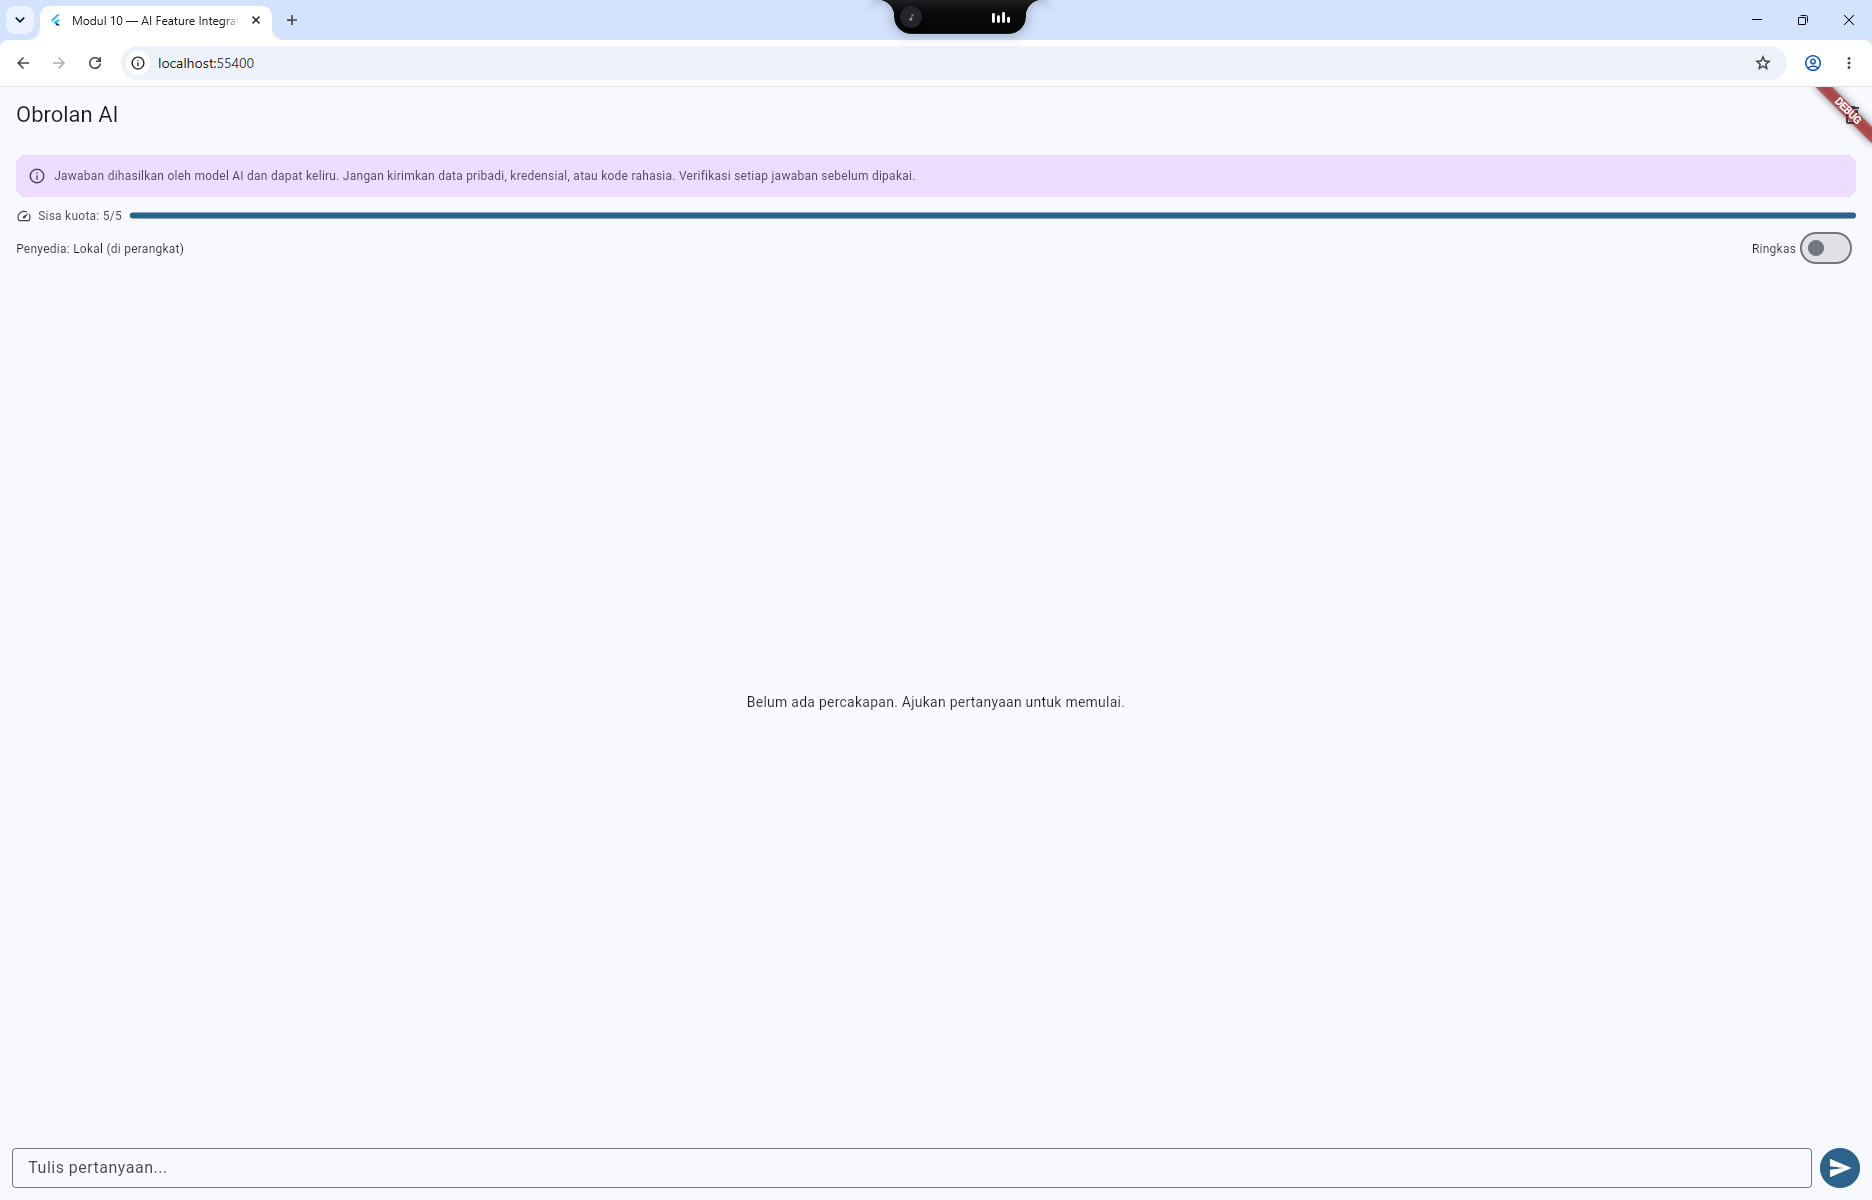 Modul 10 — AI Feature Integra
localhost:55400
Obrolan AI
DEBUG
Jawaban dihasilkan oleh model AI dan dapat keliru. Jangan kirimkan data pribadi, kredensial, atau kode rahasia. Verifikasi setiap jawaban sebelum dipakai.
Sisa kuota: 5/5
Penyedia: Lokal (di perangkat)
Ringkas
Belum ada percakapan. Ajukan pertanyaan untuk memulai.
Tulis pertanyaan...